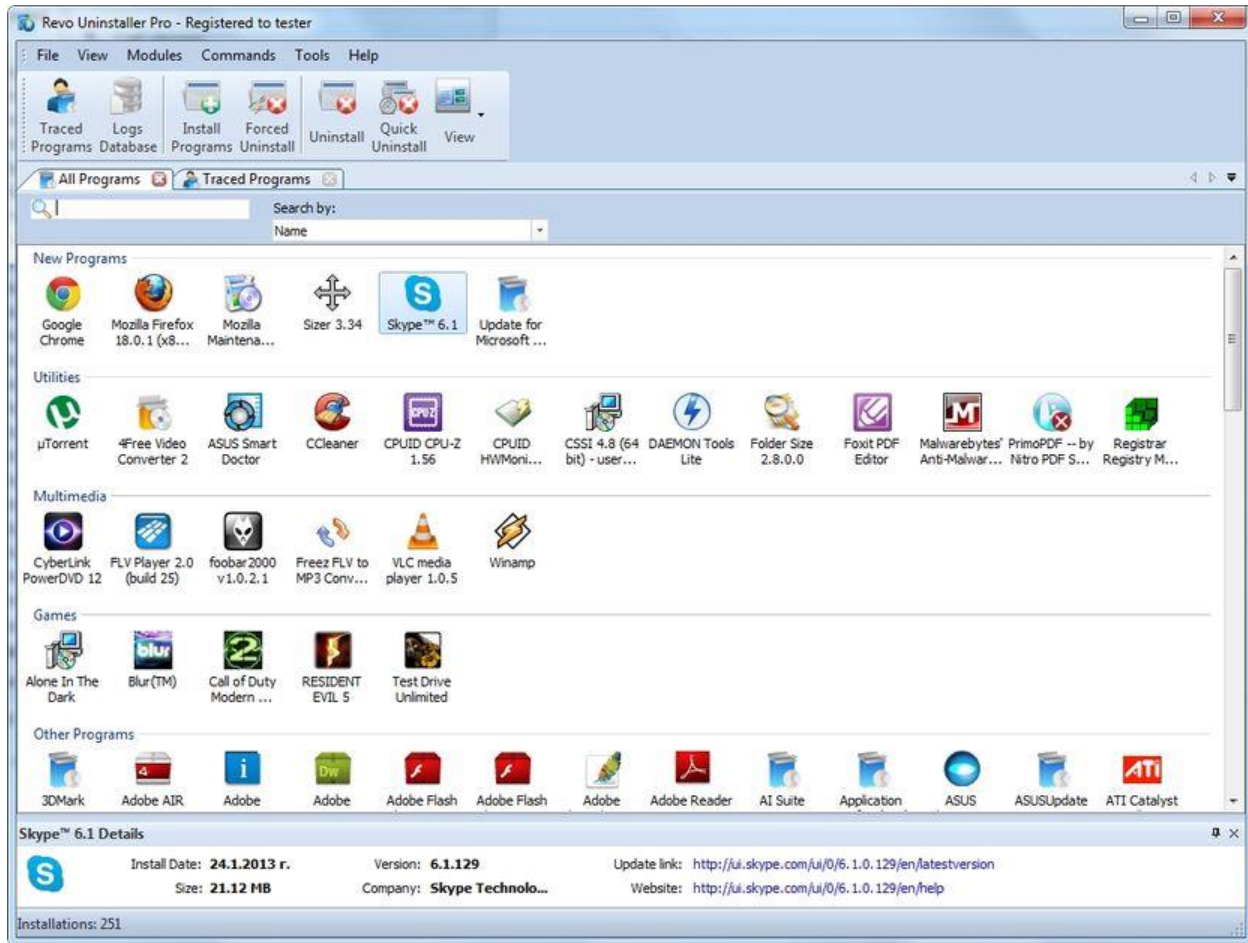 Revo Uninstaller Pro - Registered to tester
File View Modules Commands Tools Help
Traced Programs
Logs Database
Install Programs
Forced Uninstall
Uninstall
Quick Uninstall
View
All Programs
Traced Programs
Search by:
Name
New Programs
Google Chrome
Mozilla Firefox 18.0.1 (x8...
Mozilla Maintena...
Sizer 3.34
S
Skype™ 6.1
Update for Microsoft ...
Utilities
µTorrent
4Free Video Converter 2
ASUS Smart Doctor
CCleaner
CPU-Z
CPUID CPU-Z 1.56
CPUID HWMoni...
CSSI 4.8 (64 bit) - user...
DAEMON Tools Lite
Folder Size 2.8.0.0
Foxit PDF Editor
Malwarebytes' Anti-Malwar...
PrimoPDF -- by Nitro PDF S...
Registrar Registry M...
Multimedia
CyberLink PowerDVD 12
FLV Player 2.0 (build 25)
foobar2000 v1.0.2.1
Freez FLV to MP3 Conv...
VLC media player 1.0.5
Winamp
Games
Alone In The Dark
blur
Blur(TM)
2
Call of Duty Modern ...
RESIDENT EVIL 5
Test Drive Unlimited
Other Programs
3DMark
Adobe AIR
i
Adobe
Dw
Adobe
Adobe Flash
Adobe Flash
Adobe
Adobe Reader
AI Suite
Application
ASUS
ASUSUpdate
ATI
ATI Catalyst
Skype™ 6.1 Details
S
Install Date: 24.1.2013 г. Version: 6.1.129 Update link: http://ui.skype.com/ui/0/6.1.0.129/en/latestversion
Size: 21.12 MB Company: Skype Technolo... Website: http://ui.skype.com/ui/0/6.1.0.129/en/help
Installations: 251